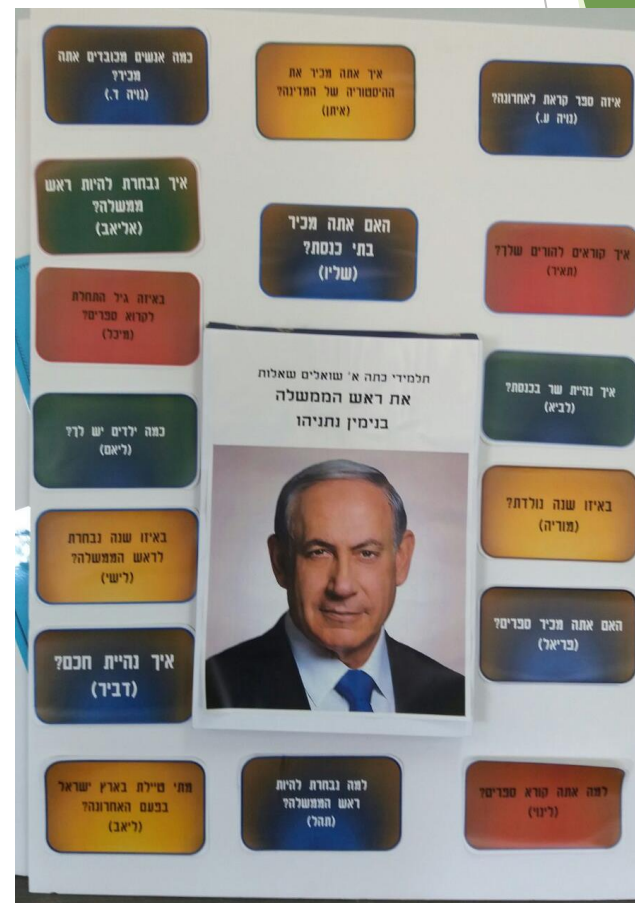 כמה אנשים מכובדים אתה
מכיר?
(נויה ד.)
איך אתה מכיר את
ההיסטוריה של המדינה?
(איתן)
איזה ספר קראת לאחרונה?
(נויה ע.)
איך נבחרת להיות ראש
ממשלה?
(אליאב)
האם אתה מכיר
בתי כנסת?
(שליו)
איך קוראים להורים שלך?
(תאיר)
באיזה גיל התחלת
לקרוא ספרים?
(מיכל)
תלמידי כתה א' שואלים שאלות
את ראש הממשלה
בנימין נתניהו
איך נהיית שר בכנסת?
(לביא)
כמה ילדים יש לך?
(ליאם)
באיזו שנה נולדת?
(מוריה)
באיזו שנה נבחרת
לראש הממשלה?
(לישי)
האם אתה מכיר ספרים?
(פריאל)
איך נהיית חכם?
(דביר)
מתי טיילת בארץ ישראל
בפעם האחרונה?
(ליאב)
למה נבחרת להיות
ראש הממשלה?
(תהל)
למה אתה קורא ספרים?
(לינוי)